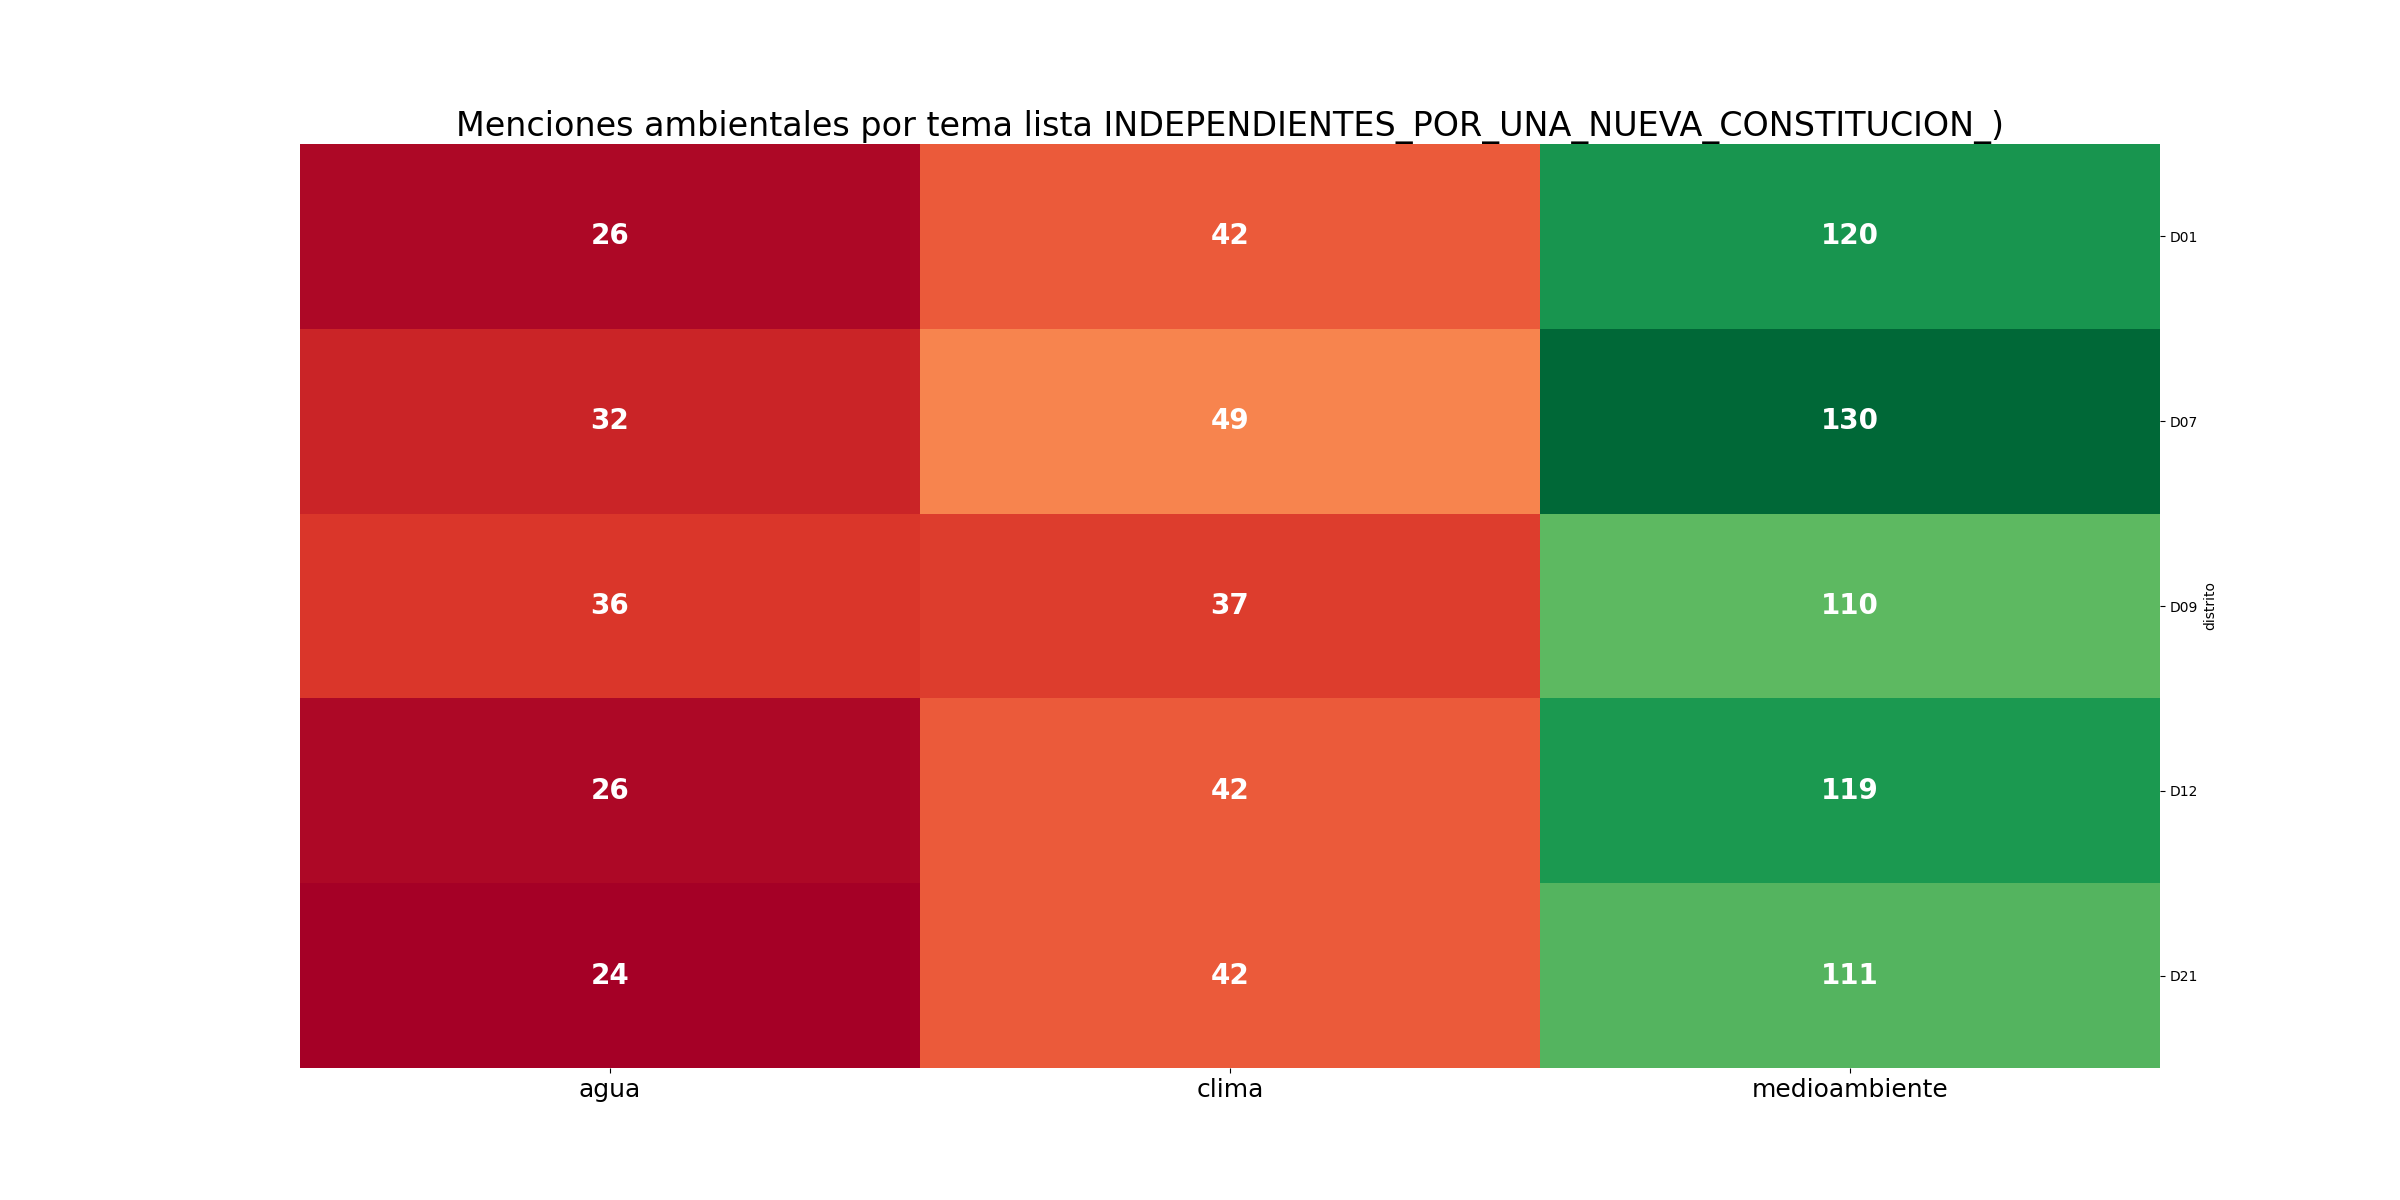 Menciones ambientales por tema lista INDEPENDIENTES_POR_UNA_NUEVA_CONSTITUCION_)
26 42 120 D01
32 49 130 D07
36 37 110 D09
distrito
26 42 119 D12
24 42 111 D21
agua clima medioambiente